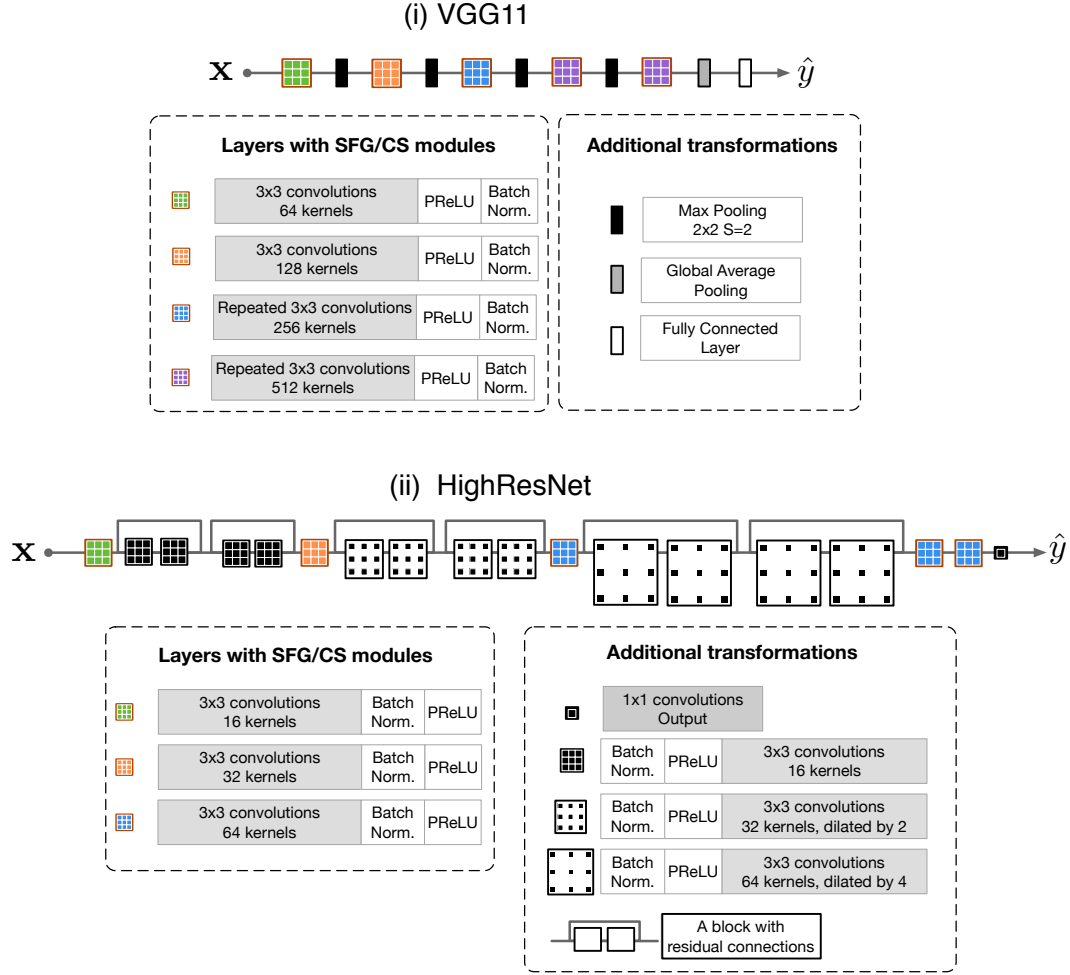 (i) VGG11
x
ŷ
Layers with SFG/CS modules
3x3 convolutions
64 kernels
PReLU
Batch
Norm.
3x3 convolutions
128 kernels
PReLU
Batch
Norm.
Repeated 3x3 convolutions
256 kernels
PReLU
Batch
Norm.
Repeated 3x3 convolutions
512 kernels
PReLU
Batch
Norm.
Additional transformations
Max Pooling
2x2 S=2
Global Average
Pooling
Fully Connected
Layer
(ii) HighResNet
x
ŷ
Layers with SFG/CS modules
3x3 convolutions
16 kernels
Batch
Norm.
PReLU
3x3 convolutions
32 kernels
Batch
Norm.
PReLU
3x3 convolutions
64 kernels
Batch
Norm.
PReLU
Additional transformations
1x1 convolutions
Output
Batch
Norm.
PReLU
3x3 convolutions
16 kernels
Batch
Norm.
PReLU
3x3 convolutions
32 kernels, dilated by 2
Batch
Norm.
PReLU
3x3 convolutions
64 kernels, dilated by 4
A block with
residual connections